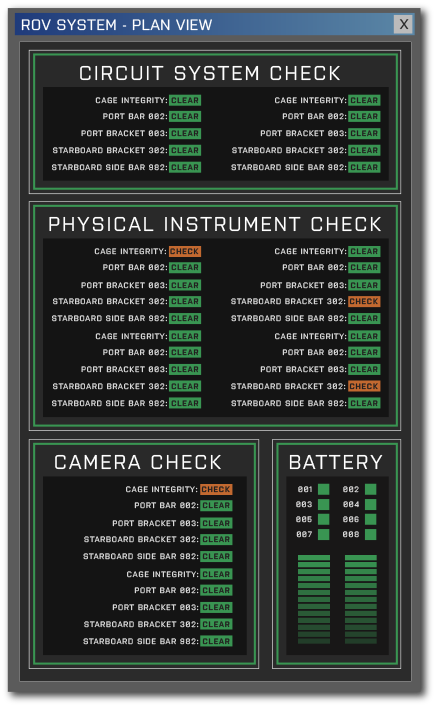 ROV SYSTEM - PLAN VIEW X
CIRCUIT SYSTEM CHECK
CAGE INTEGRITY: CLEAR CAGE INTEGRITY: CLEAR
PORT BAR 002: CLEAR PORT BAR 002: CLEAR
PORT BRACKET 003: CLEAR PORT BRACKET 003: CLEAR
STARBOARD BRACKET 302: CLEAR STARBOARD BRACKET 302: CLEAR
STARBOARD SIDE BAR 982: CLEAR STARBOARD SIDE BAR 982: CLEAR
PHYSICAL INSTRUMENT CHECK
CAGE INTEGRITY: CHECK CAGE INTEGRITY: CLEAR
PORT BAR 002: CLEAR PORT BAR 002: CLEAR
PORT BRACKET 003: CLEAR PORT BRACKET 003: CLEAR
STARBOARD BRACKET 302: CLEAR STARBOARD BRACKET 302: CHECK
STARBOARD SIDE BAR 982: CLEAR STARBOARD SIDE BAR 982: CLEAR
CAGE INTEGRITY: CLEAR CAGE INTEGRITY: CLEAR
PORT BAR 002: CLEAR PORT BAR 002: CLEAR
PORT BRACKET 003: CLEAR PORT BRACKET 003: CLEAR
STARBOARD BRACKET 302: CLEAR STARBOARD BRACKET 302: CHECK
STARBOARD SIDE BAR 982: CLEAR STARBOARD SIDE BAR 982: CLEAR
CAMERA CHECK
CAGE INTEGRITY: CHECK
PORT BAR 002: CLEAR
PORT BRACKET 003: CLEAR
STARBOARD BRACKET 302: CLEAR
STARBOARD SIDE BAR 982: CLEAR
CAGE INTEGRITY: CLEAR
PORT BAR 002: CLEAR
PORT BRACKET 003: CLEAR
STARBOARD BRACKET 302: CLEAR
STARBOARD SIDE BAR 982: CLEAR
BATTERY
001 002
003 004
005 006
007 008